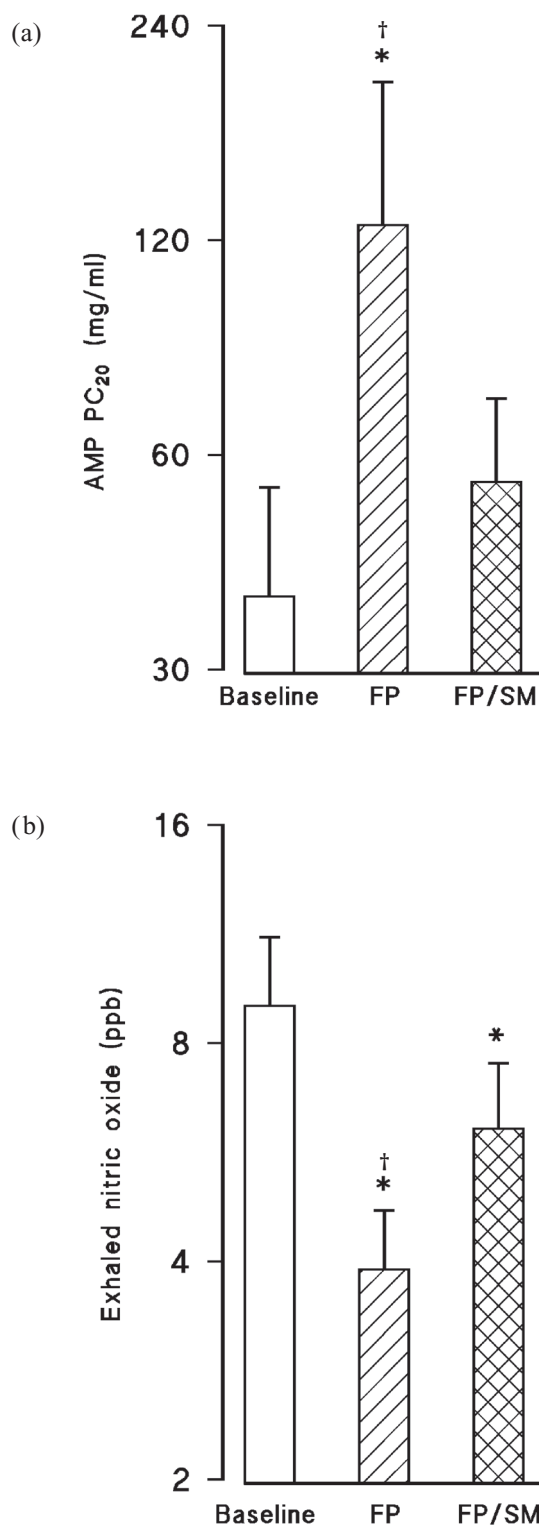 (a)
240
120
60
30
AMP PC20 (mg/ml)
†
*
Baseline FP FP/SM
(b)
16
8
4
2
Exhaled nitric oxide (ppb)
†
*
*
Baseline FP FP/SM